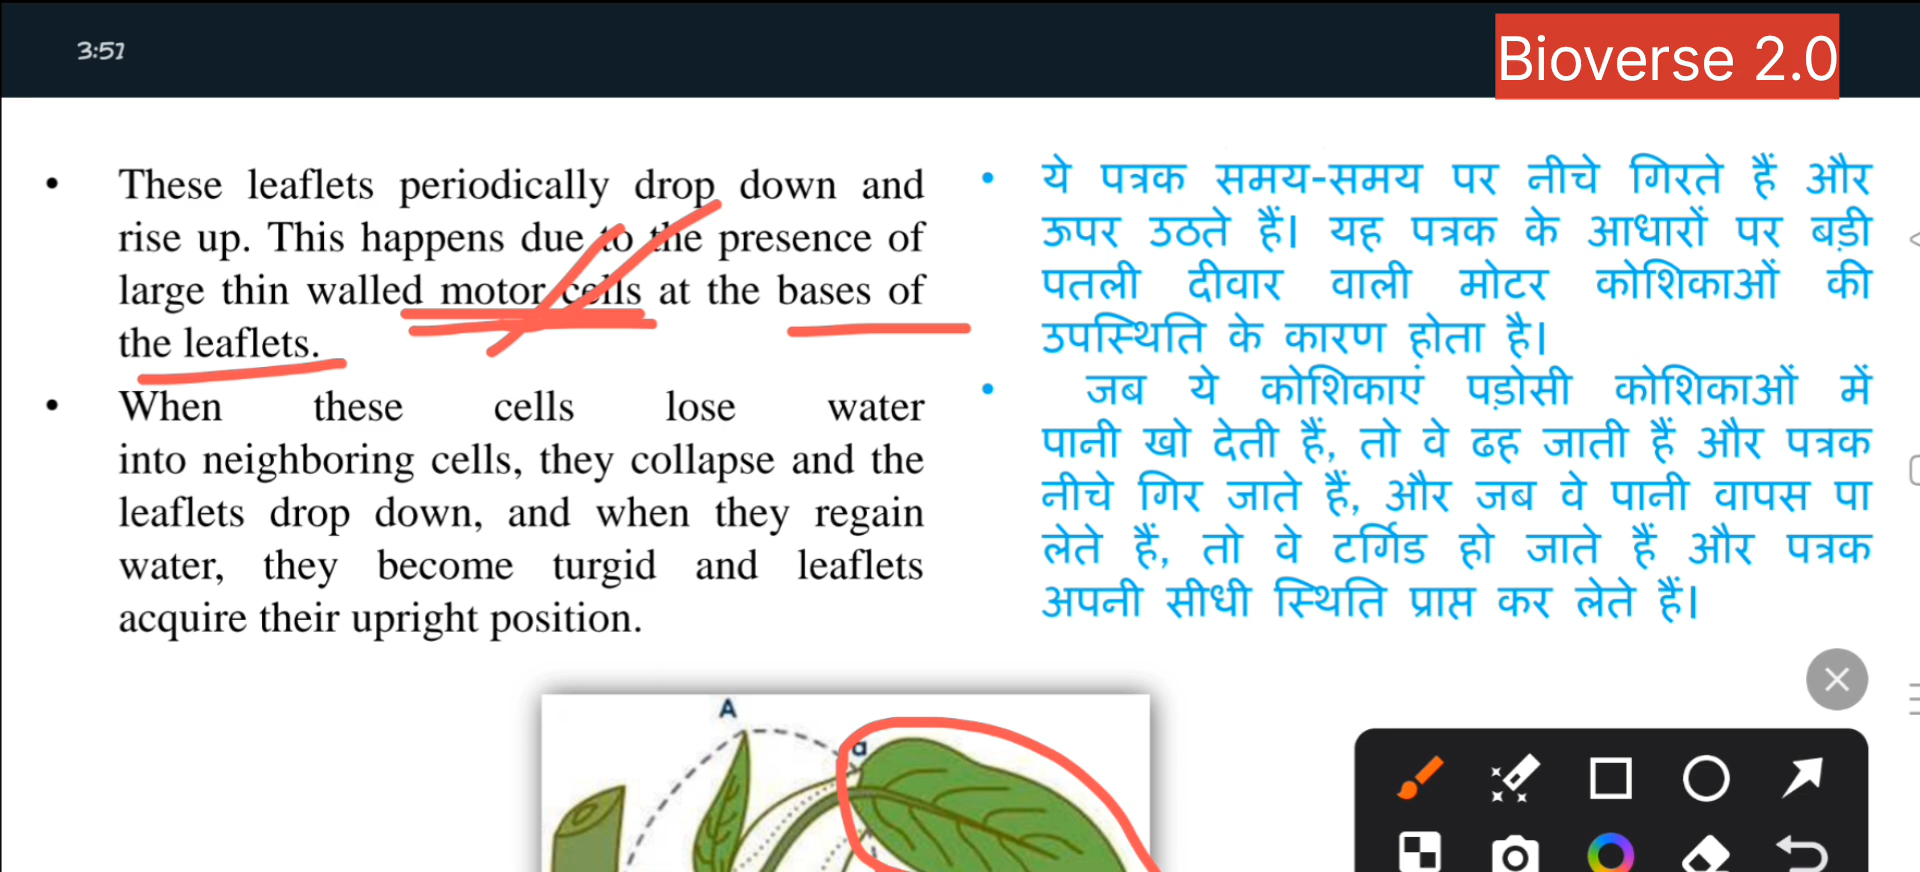 3:51
Bioverse 2.0
• These leaflets periodically drop down and
rise up. This happens due to the presence of
large thin walled motor cells at the bases of
the leaflets.
• When these cells lose water
into neighboring cells, they collapse and the
leaflets drop down, and when they regain
water, they become turgid and leaflets
acquire their upright position.
• ये पत्रक समय-समय पर नीचे गिरते हैं और
ऊपर उठते हैं। यह पत्रक के आधारों पर बड़ी
पतली दीवार वाली मोटर कोशिकाओं की
उपस्थिति के कारण होता है।
• जब ये कोशिकाएं पड़ोसी कोशिकाओं में
पानी खो देती हैं, तो वे ढह जाती हैं और पत्रक
नीचे गिर जाते हैं, और जब वे पानी वापस पा
लेते हैं, तो वे टर्गिड हो जाते हैं और पत्रक
अपनी सीधी स्थिति प्राप्त कर लेते हैं।
A
a